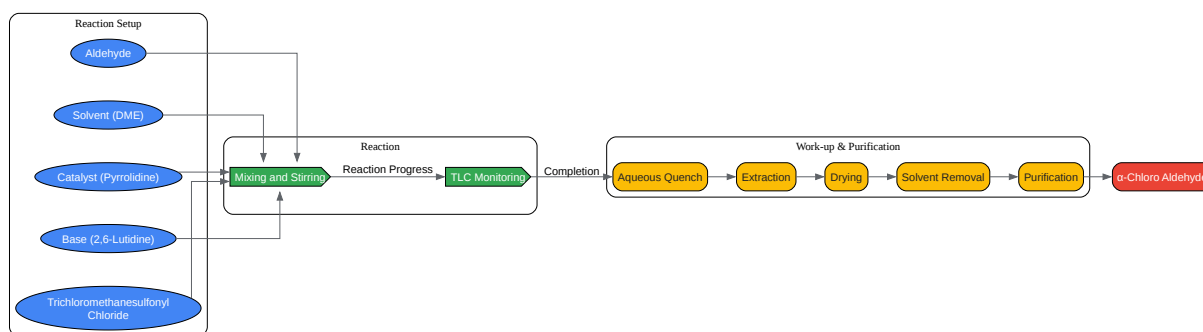 Reaction Setup
Aldehyde
Solvent (DME)
Catalyst (Pyrrolidine)
Base (2,6-Lutidine)
Trichloromethanesulfonyl
Chloride
Reaction
Mixing and Stirring
Reaction Progress
TLC Monitoring
Completion
Work-up & Purification
Aqueous Quench
Extraction
Drying
Solvent Removal
Purification
α-Chloro Aldehyde